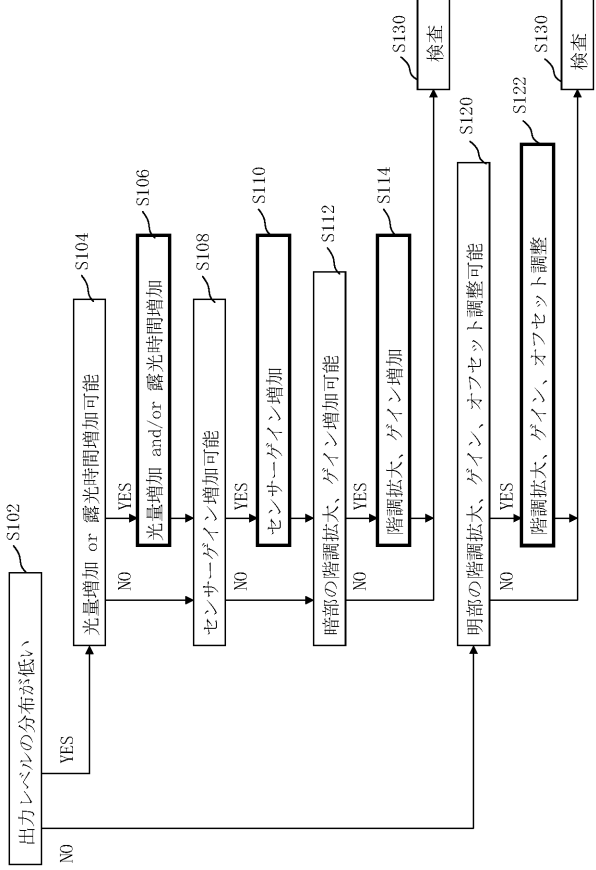 S102
出力レベルの分布が低い
YES
NO
S104
光量増加 or 露光時間増加可能
YES
NO
S106
光量増加 and/or 露光時間増加
S108
センサーゲイン増加可能
YES
NO
S110
センサーゲイン増加
S112
暗部の階調拡大、ゲイン増加可能
YES
NO
S114
階調拡大、ゲイン増加
S130
検査
S120
明部の階調拡大、ゲイン、オフセット調整可能
YES
NO
S122
階調拡大、ゲイン、オフセット調整
S130
検査